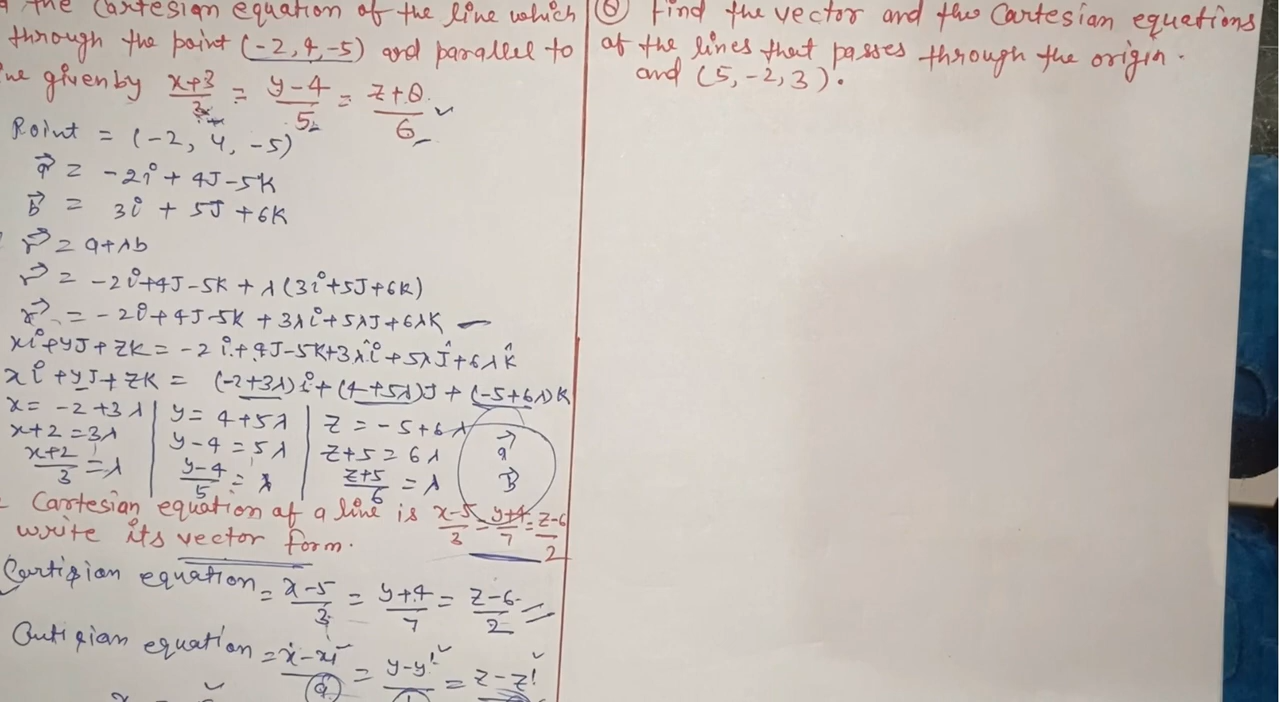 the Cartesian equation of the line which
through the point (-2, 4, -5) and parallel to
given by x+3/3 = y-4/5 = z+8/6
Point = (-2, 4, -5)
a⃗ = -2i + 4J - 5K
B⃗ = 3i + 5J + 6K
r⃗ = a+λb
r⃗ = -2i+4J-5K + λ(3i+5J+6K)
r⃗ = -2i+4J-5K + 3λi+5λJ+6λK
xi+yJ+ZK = -2i+4J-5K+3λî+5λĴ+6λK̂
xi+yJ+ZK = (-2+3λ)i+(4+5λ)J+(-5+6λ)K
x = -2+3λ | y = 4+5λ | z = -5+6λ
x+2=3λ | y-4=5λ | z+5=6λ
x+2/3=λ | y-4/5=λ | z+5/6=λ
a⃗
B⃗
Cartesian equation of a line is x-5/3=y+4/7=z-6/2
write its vector form.
Cartisian equation = x-5/3 = y+4/7 = z-6/2
equation = x-x1/a = y-y1 = z-z1
⑥ Find the vector and the Cartesian equations
of the lines that passes through the origin.
and (5, -2, 3).